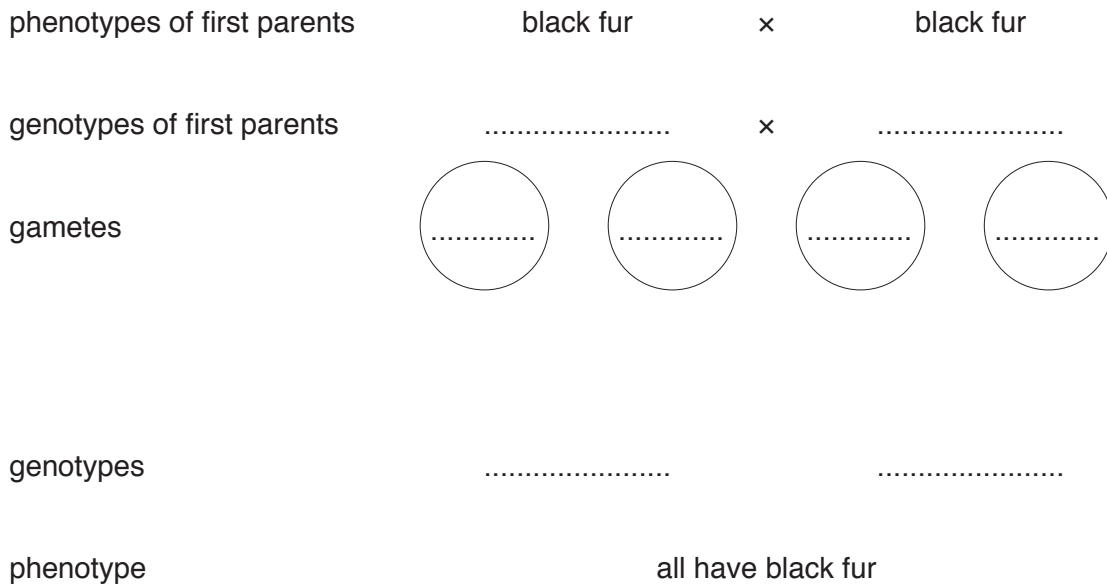 phenotypes of first parents black fur × black fur
genotypes of first parents ....................... × .......................
gametes ............. ............. ............. .............
genotypes ....................... .......................
phenotype all have black fur